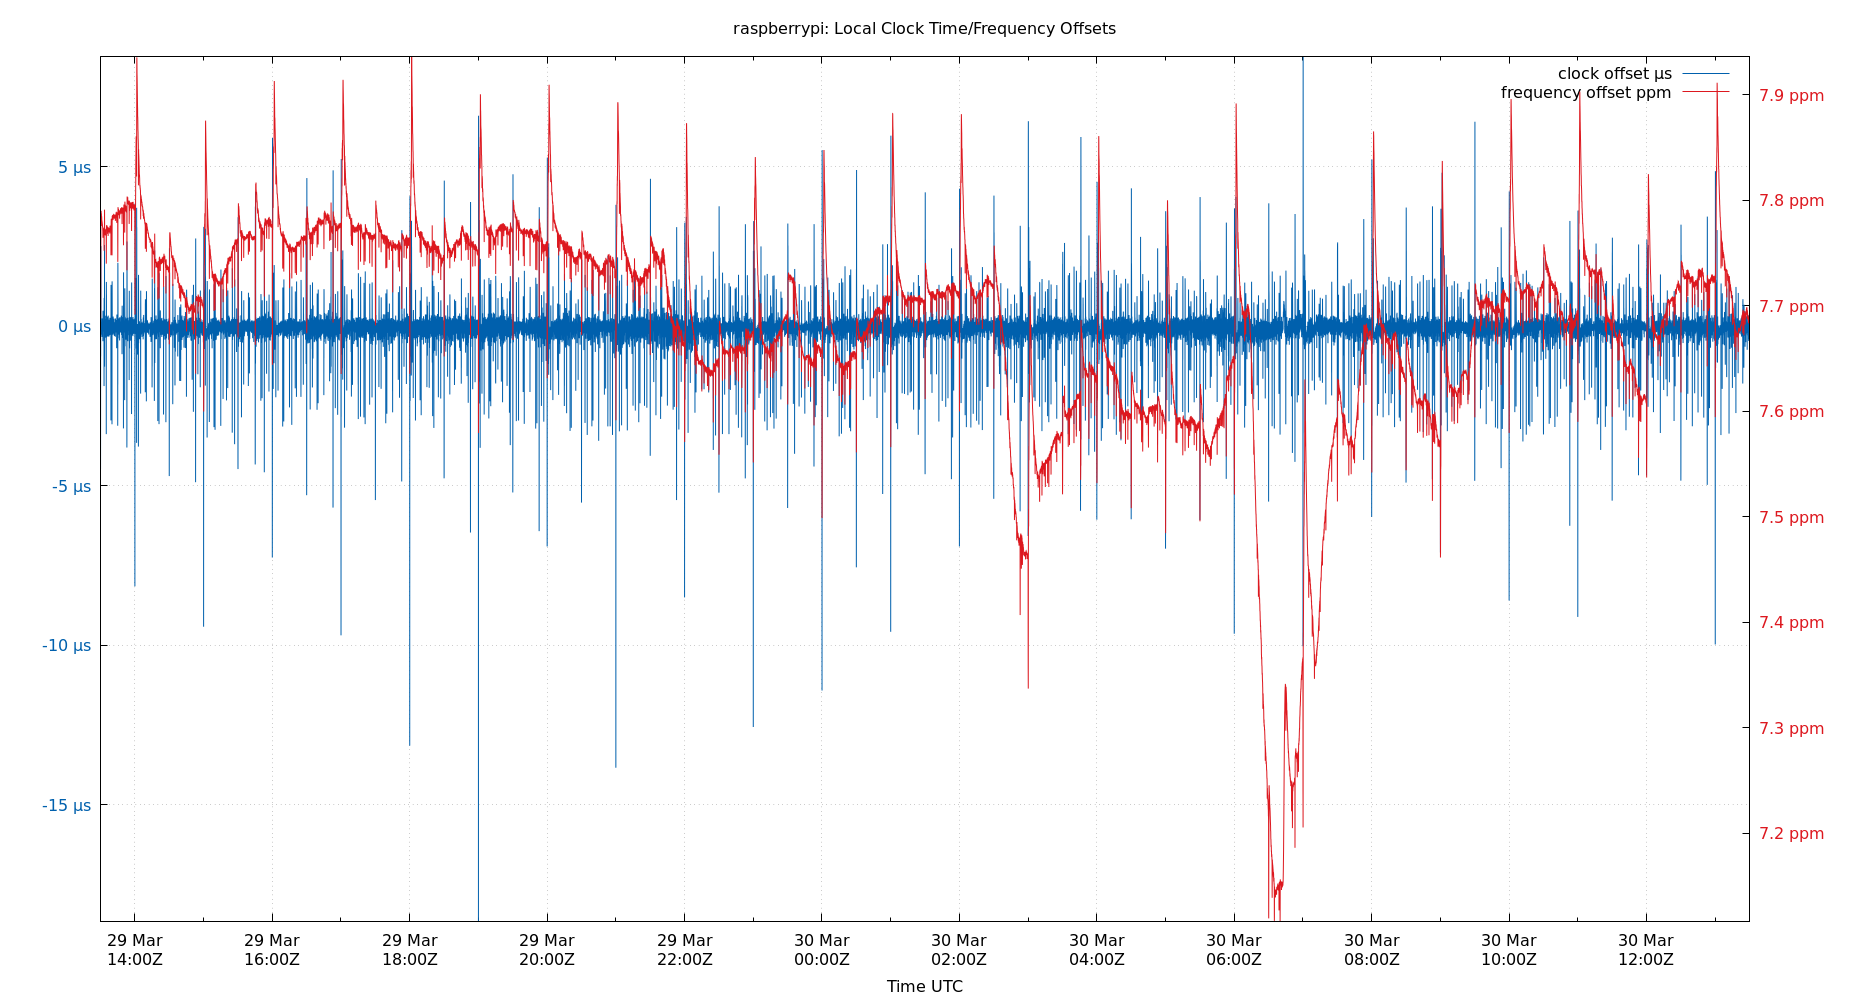 raspberrypi: Local Clock Time/Frequency Offsets
clock offset µs
frequency offset ppm
5 µs
0 µs
-5 µs
-10 µs
-15 µs
7.9 ppm
7.8 ppm
7.7 ppm
7.6 ppm
7.5 ppm
7.4 ppm
7.3 ppm
7.2 ppm
29 Mar 29 Mar 29 Mar 29 Mar 29 Mar 30 Mar 30 Mar 30 Mar 30 Mar 30 Mar 30 Mar 30 Mar
14:00Z 16:00Z 18:00Z 20:00Z 22:00Z 00:00Z 02:00Z 04:00Z 06:00Z 08:00Z 10:00Z 12:00Z
Time UTC